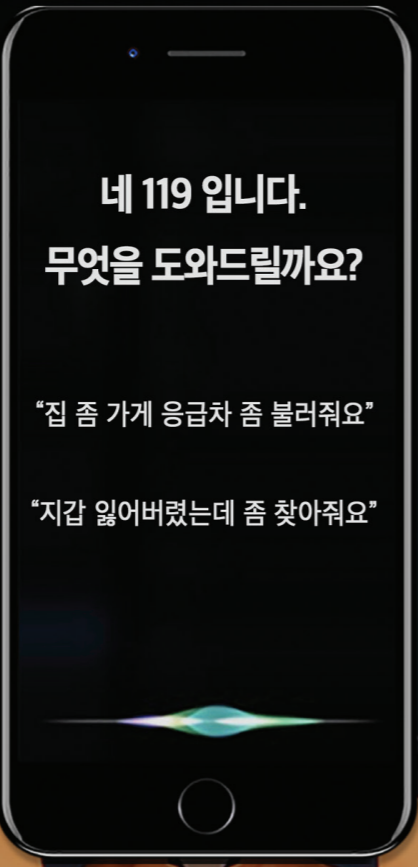 네 119 입니다.
무엇을 도와드릴까요?
“집 좀 가게 응급차 좀 불러줘요”
“지갑 잃어버렸는데 좀 찾아줘요”